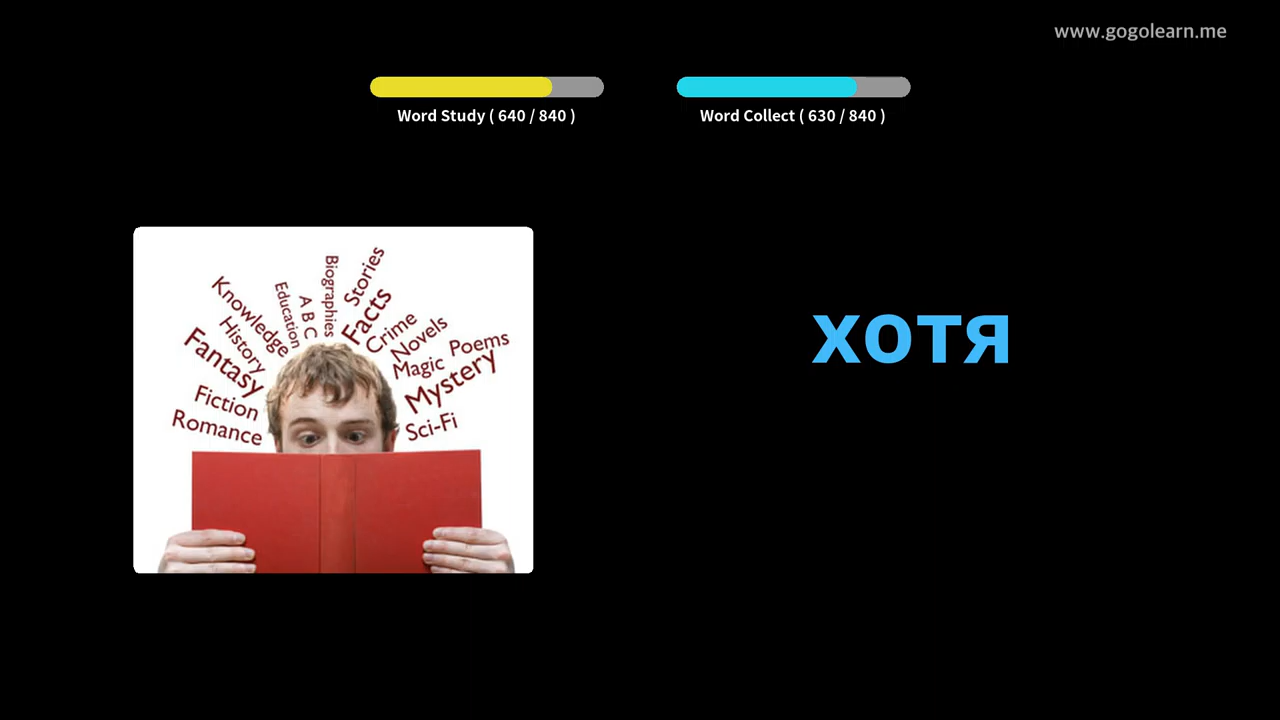 www.gogolearn.me
Word Study ( 640 / 840 )
Word Collect ( 630 / 840 )
Biographies
Stories
Knowledge
Education
A B C
Facts
History
Crime
Novels
Fantasy
Magic
Poems
Mystery
Fiction
Romance
Sci-Fi
хотя